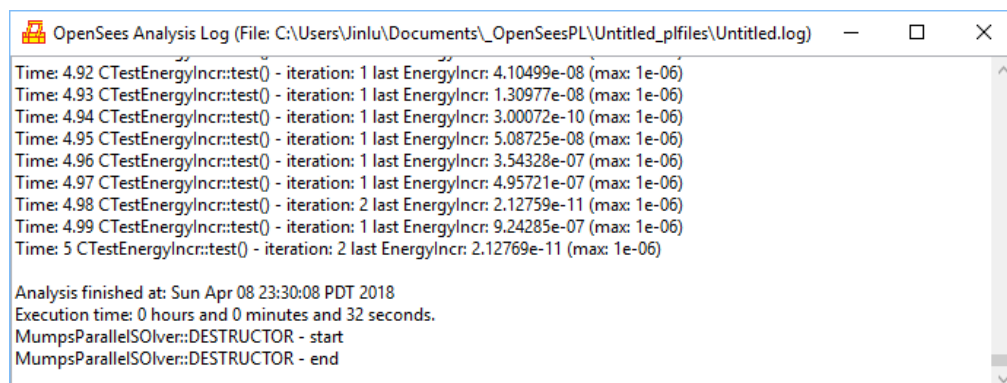 OpenSees Analysis Log (File: C:\Users\Jinlu\Documents\_OpenSeesPL\Untitled_plfiles\Untitled.log)
Time: 4.92 CTestEnergyIncr::test() - iteration: 1 last EnergyIncr: 4.10499e-08 (max: 1e-06)
Time: 4.93 CTestEnergyIncr::test() - iteration: 1 last EnergyIncr: 1.30977e-08 (max: 1e-06)
Time: 4.94 CTestEnergyIncr::test() - iteration: 1 last EnergyIncr: 3.00072e-10 (max: 1e-06)
Time: 4.95 CTestEnergyIncr::test() - iteration: 1 last EnergyIncr: 5.08725e-08 (max: 1e-06)
Time: 4.96 CTestEnergyIncr::test() - iteration: 1 last EnergyIncr: 3.54328e-07 (max: 1e-06)
Time: 4.97 CTestEnergyIncr::test() - iteration: 1 last EnergyIncr: 4.95721e-07 (max: 1e-06)
Time: 4.98 CTestEnergyIncr::test() - iteration: 2 last EnergyIncr: 2.12759e-11 (max: 1e-06)
Time: 4.99 CTestEnergyIncr::test() - iteration: 1 last EnergyIncr: 9.24285e-07 (max: 1e-06)
Time: 5 CTestEnergyIncr::test() - iteration: 2 last EnergyIncr: 2.12769e-11 (max: 1e-06)
Analysis finished at: Sun Apr 08 23:30:08 PDT 2018
Execution time: 0 hours and 0 minutes and 32 seconds.
MumpsParallelSOlver::DESTRUCTOR - start
MumpsParallelSOlver::DESTRUCTOR - end